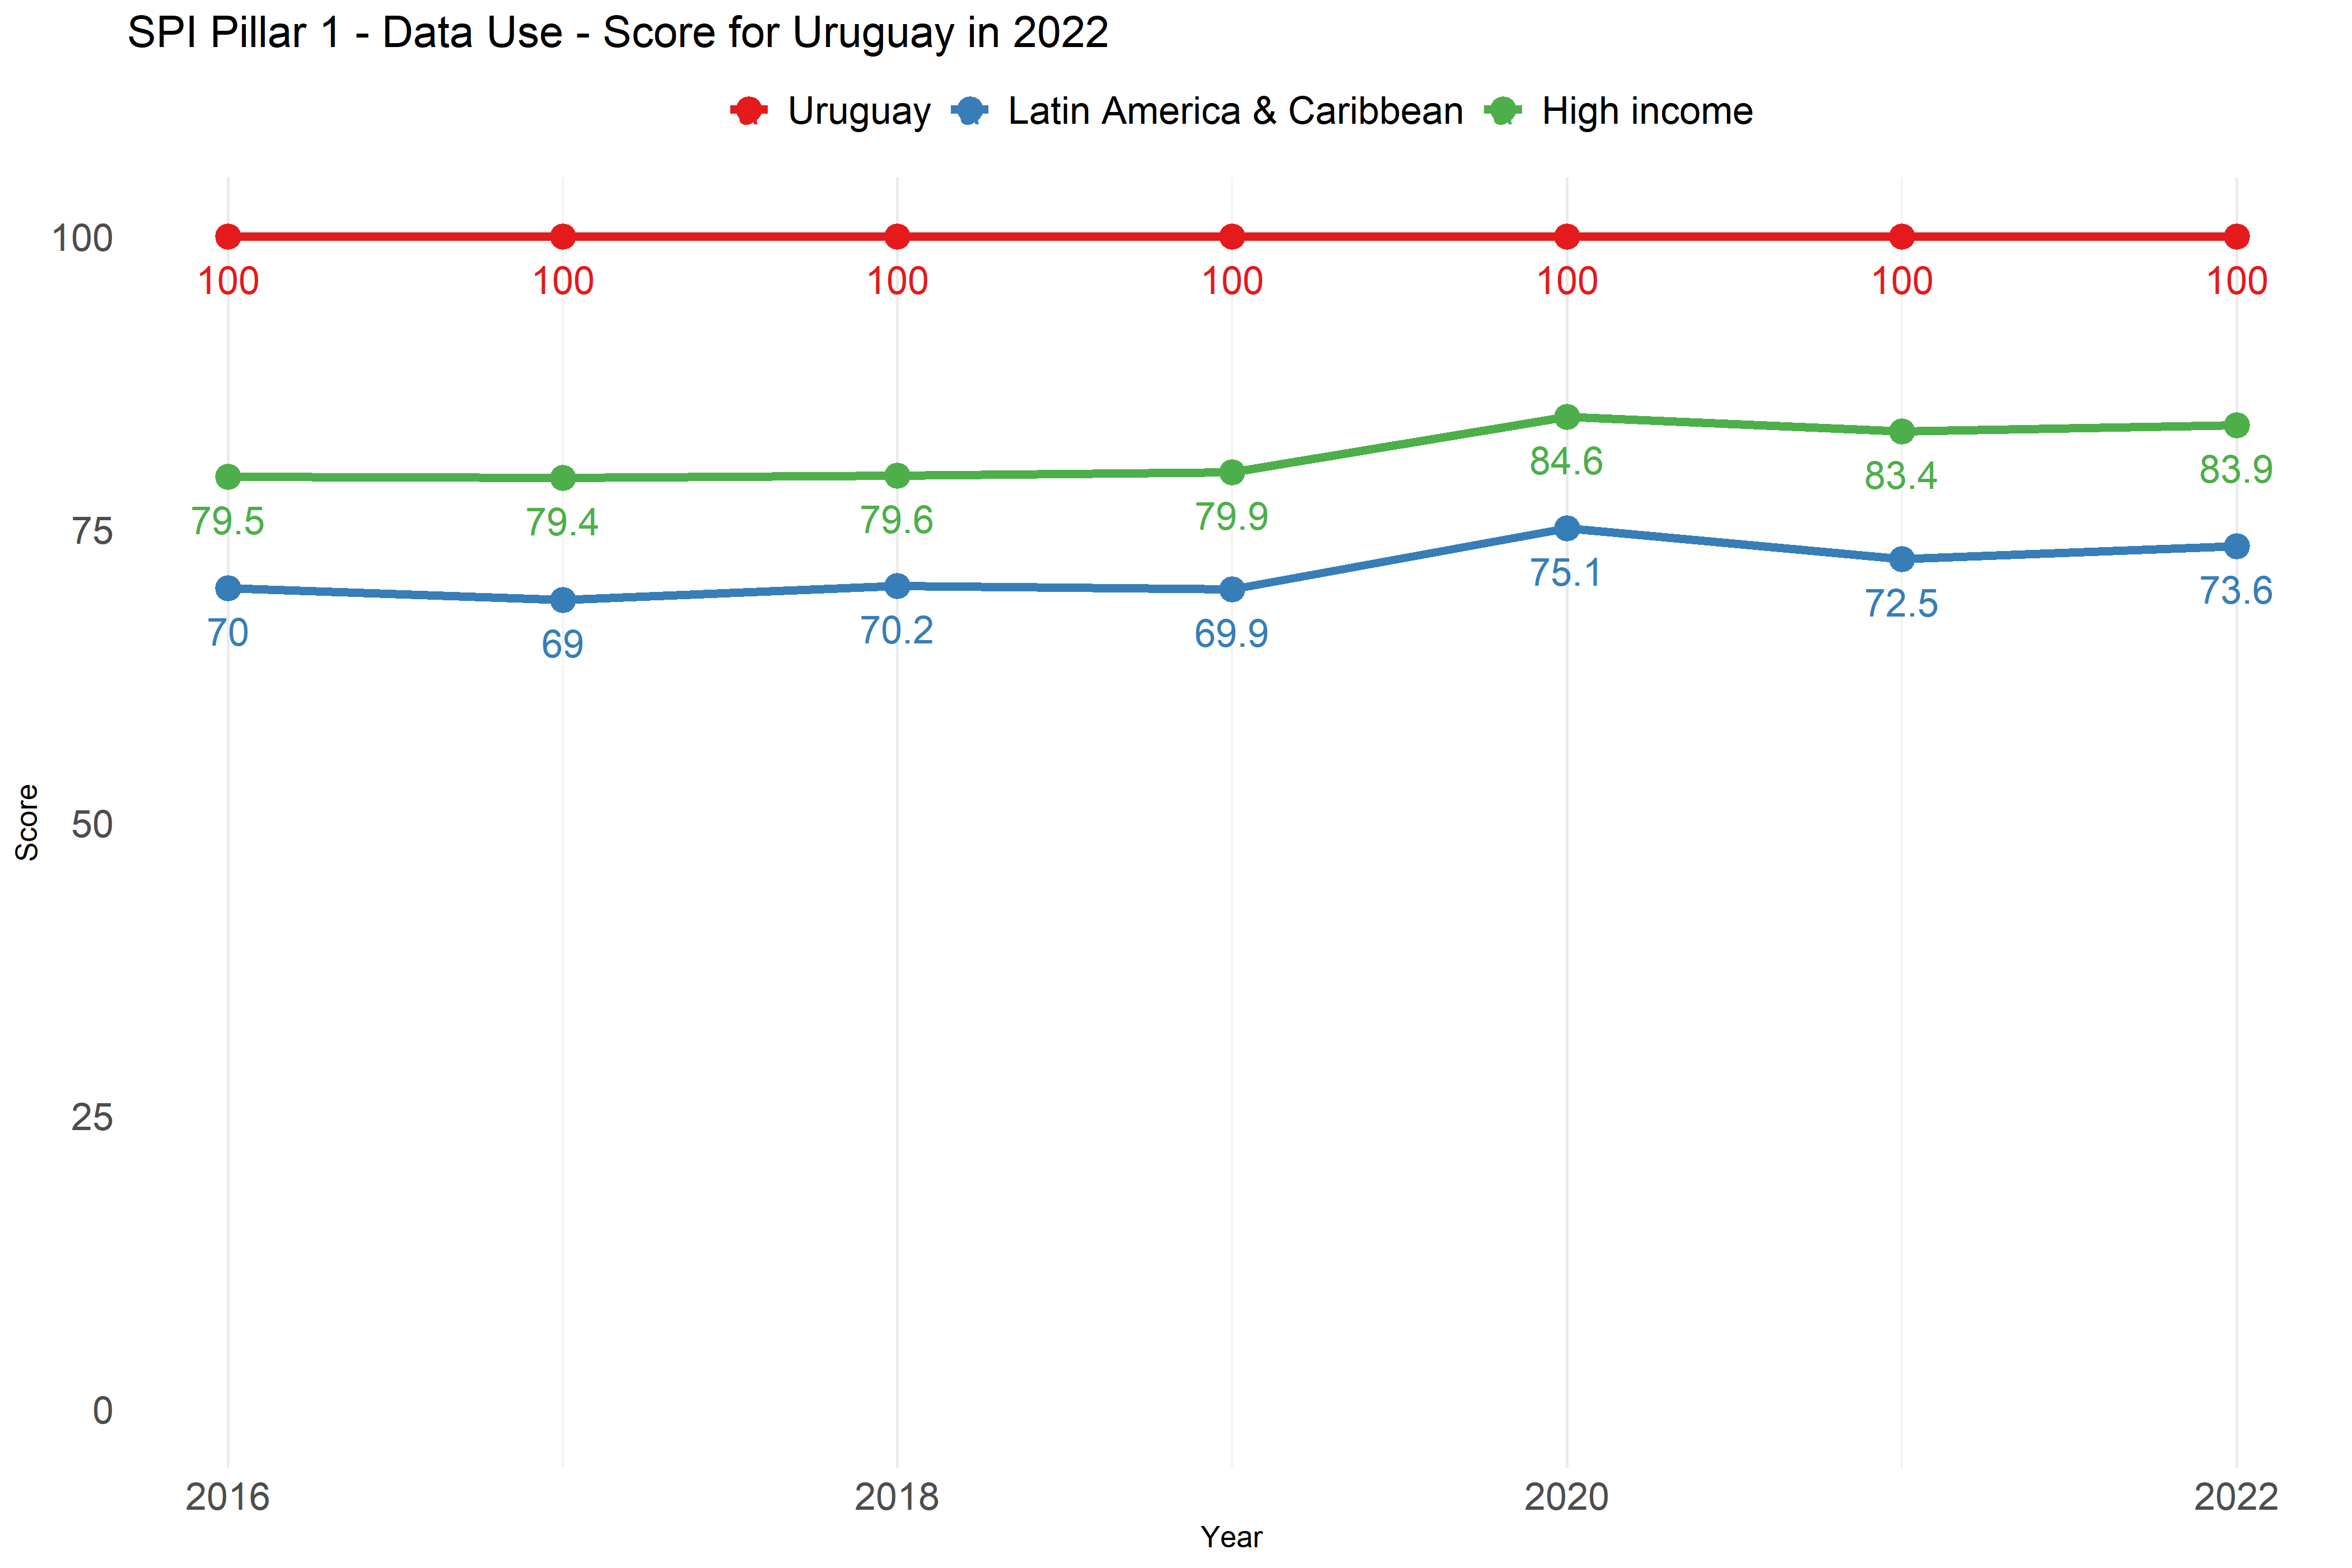 SPI Pillar 1 - Data Use - Score for Uruguay in 2022
Uruguay Latin America & Caribbean High income
100
75
50
25
0
Score
100 100 100 100 100 100 100
79.5 79.4 79.6 79.9 84.6 83.4 83.9
70 69 70.2 69.9 75.1 72.5 73.6
2016 2018 2020 2022
Year